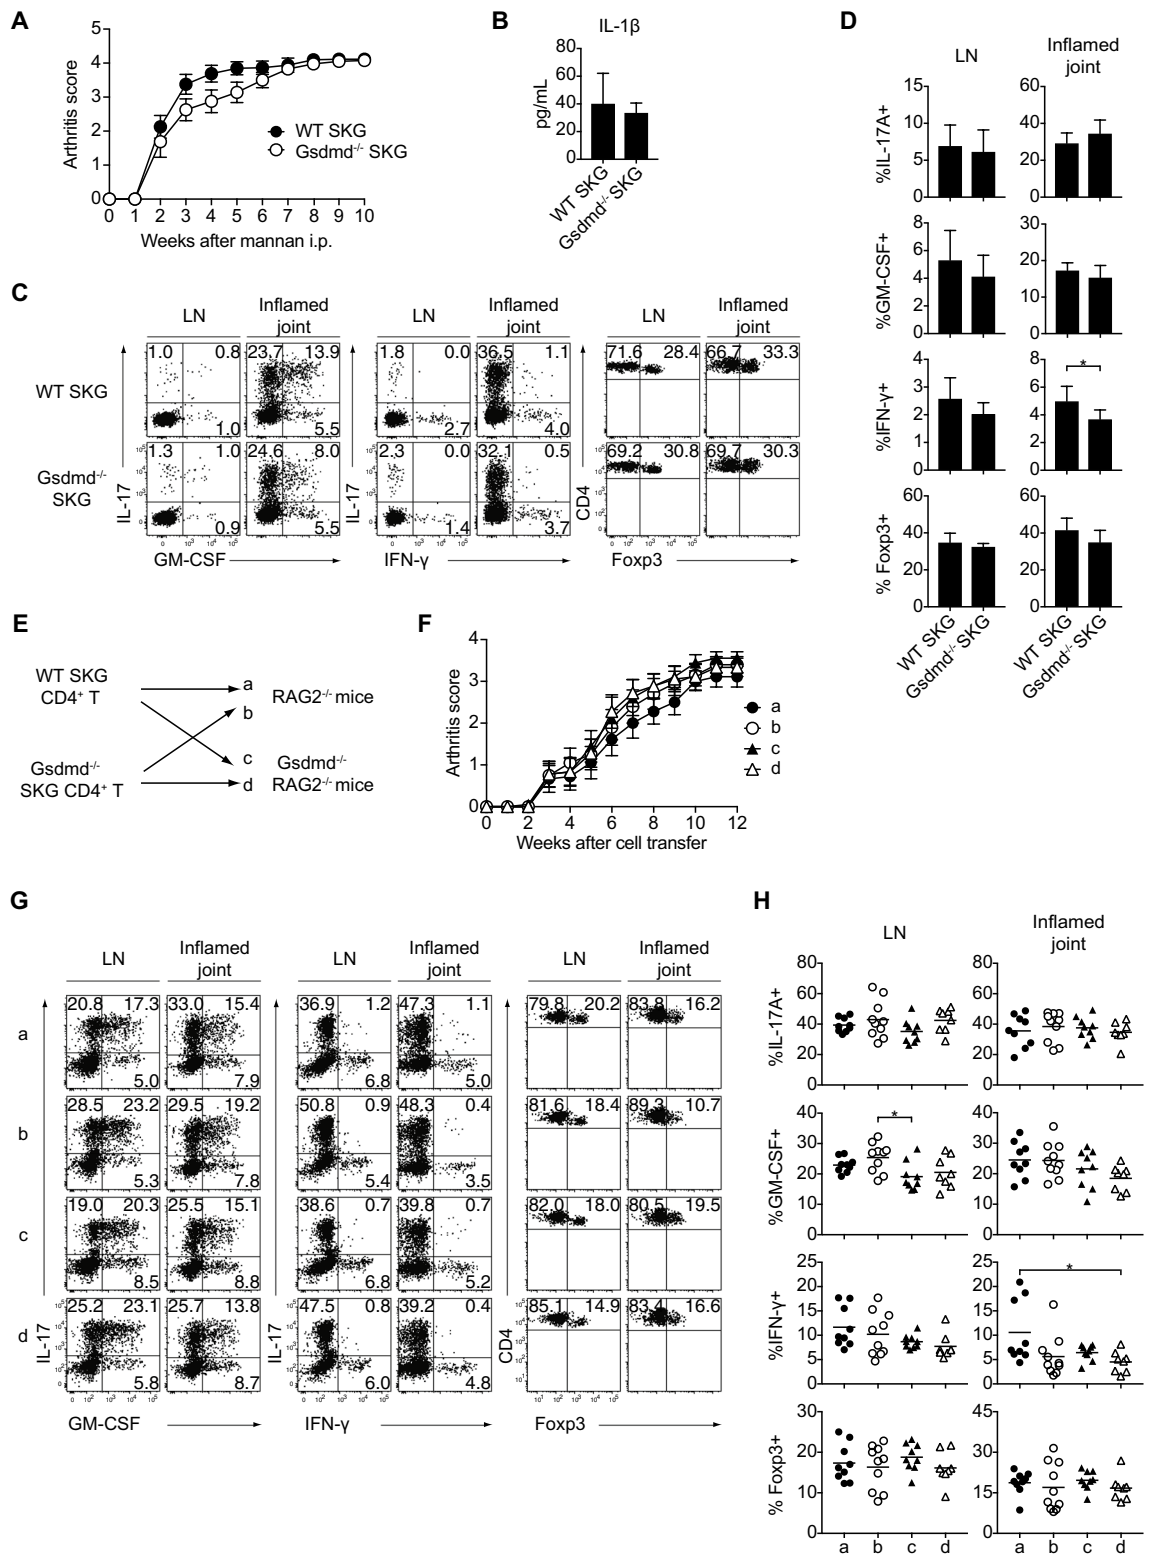 A
5
4
3
2
1
0
Arthritis score
WT SKG
Gsdmd-/- SKG
0 1 2 3 4 5 6 7 8 9 10
Weeks after mannan i.p.
B
IL-1β
80
60
40
20
0
pg/mL
WT SKG
Gsdmd-/- SKG
C
LN
Inflamed
joint
LN
Inflamed
joint
LN
Inflamed
joint
WT SKG
1.0 0.8 23.7 13.9 1.8 0.0 36.5 1.1 71.6 28.4 66.7 33.3
1.0 5.5 2.7 4.0
Gsdmd-/-
SKG
1.3 1.0 24.6 8.0 2.3 0.0 32.1 0.5 69.2 30.8 69.7 30.3
0.9 5.5 1.4 3.7
IL-17
IL-17
CD4
GM-CSF
IFN-γ
Foxp3
D
LN
Inflamed
joint
%IL-17A+
15
10
5
0
60
40
20
0
%GM-CSF+
8
6
4
2
0
30
20
10
0
%IFN-γ+
4
3
2
1
0
8
6
4
2
0
*
% Foxp3+
60
40
20
0
60
40
20
0
WT SKG
Gsdmd-/- SKG
WT SKG
Gsdmd-/- SKG
E
WT SKG
CD4+ T
a
b
RAG2-/- mice
Gsdmd-/-
SKG CD4+ T
c
d
Gsdmd-/-
RAG2-/- mice
F
4
3
2
1
0
Arthritis score
a
b
c
d
0 2 4 6 8 10 12
Weeks after cell transfer
G
LN
Inflamed
joint
LN
Inflamed
joint
LN
Inflamed
joint
a
20.8 17.3 33.0 15.4 36.9 1.2 47.3 1.1 79.8 20.2 83.8 16.2
5.0 7.9 6.8 5.0
b
28.5 23.2 29.5 19.2 50.8 0.9 48.3 0.4 81.6 18.4 89.3 10.7
5.3 7.8 5.4 3.5
c
19.0 20.3 25.5 15.1 38.6 0.7 39.8 0.7 82.0 18.0 80.5 19.5
8.5 8.8 6.8 5.2
d
25.2 23.1 25.7 13.8 47.5 0.8 39.2 0.4 85.1 14.9 83.4 16.6
5.8 8.7 6.0 4.8
IL-17
IL-17
CD4
GM-CSF
IFN-γ
Foxp3
H
LN
Inflamed
joint
%IL-17A+
80
60
40
20
0
80
60
40
20
0
%GM-CSF+
40
30
20
10
0
*
40
30
20
10
0
%IFN-γ+
25
20
15
10
5
0
25
20
15
10
5
0
*
% Foxp3+
30
20
10
0
45
30
15
0
a b c d
a b c d